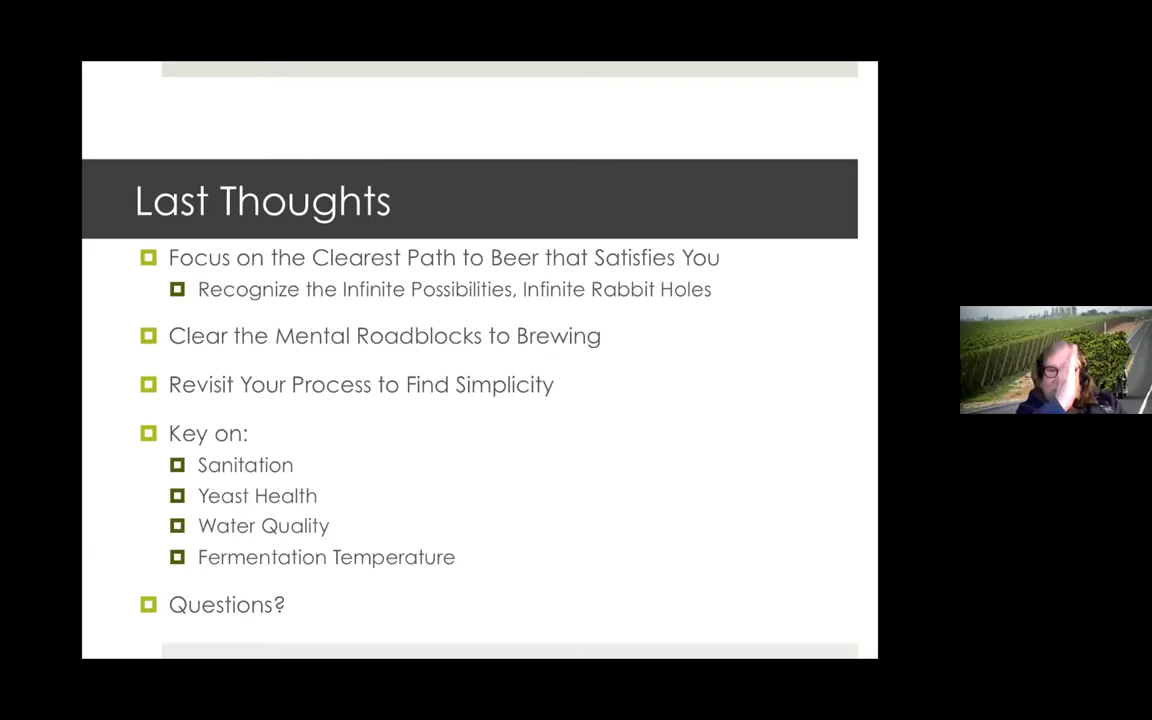 Last Thoughts
Focus on the Clearest Path to Beer that Satisfies You
Recognize the Infinite Possibilities, Infinite Rabbit Holes
Clear the Mental Roadblocks to Brewing
Revisit Your Process to Find Simplicity
Key on:
Sanitation
Yeast Health
Water Quality
Fermentation Temperature
Questions?